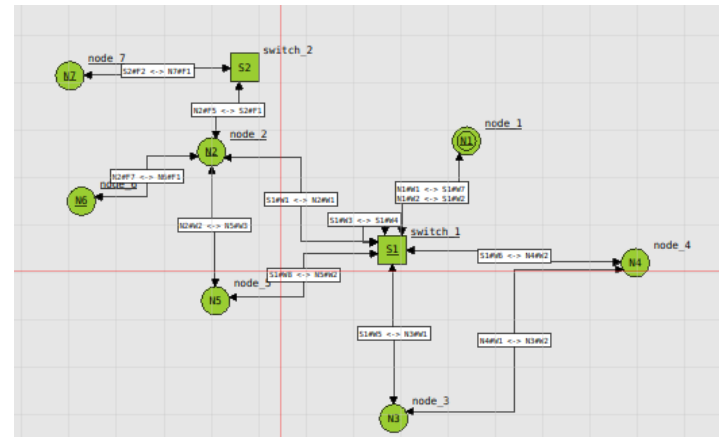 node_7
switch_2
N7
S2#F2 <-> N7#F1
S2
N2#F5 <-> S2#F1
node_2
node_1
N2
N1
N2#F7 <-> N6#F1
node_6
N6
N1#W1 <-> S1#W7
N1#W2 <-> S1#W2
S1#W1 <-> N2#W1
S1#W3 <-> S1#W4
N2#W2 <-> N5#W3
switch_1
S1
node_4
S1#W6 <-> N4#W2
N4
S1#W8 <-> N5#W2
node_5
N5
S1#W5 <-> N3#W1
N4#W1 <-> N3#W2
node_3
N3